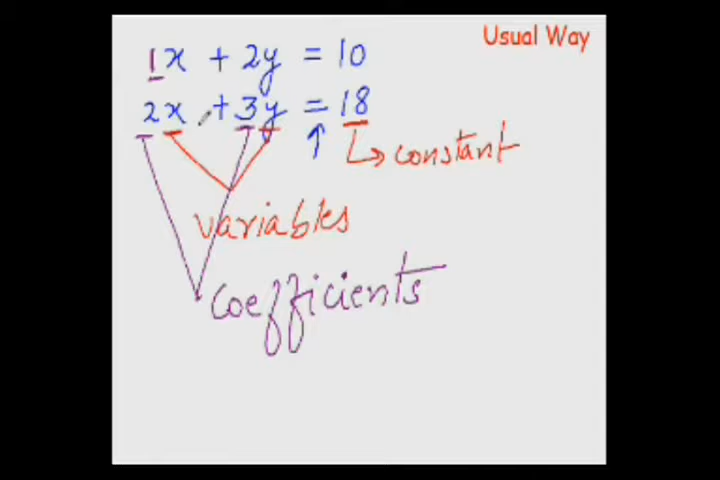 Usual Way
1x + 2y = 10
2x + 3y = 18
constant
variables
coefficients